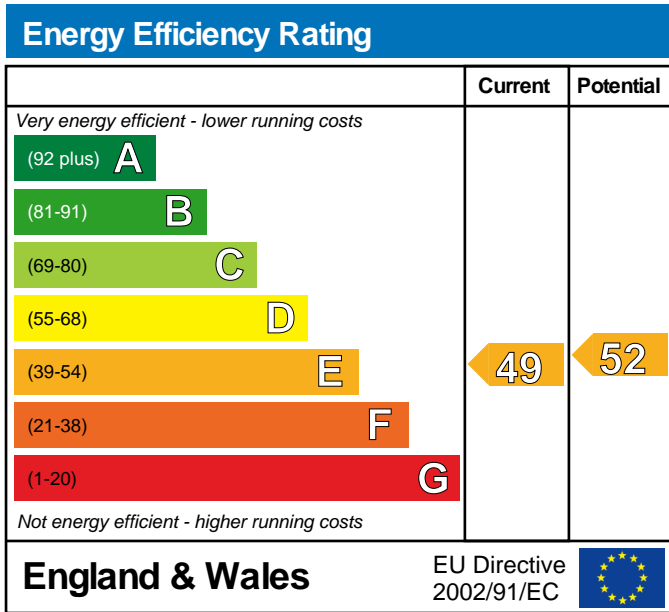 Energy Efficiency Rating
Current Potential
Very energy efficient - lower running costs
(92 plus) A
(81-91) B
(69-80) C
(55-68) D
(39-54) E 49 52
(21-38) F
(1-20) G
Not energy efficient - higher running costs
England & Wales
EU Directive
2002/91/EC